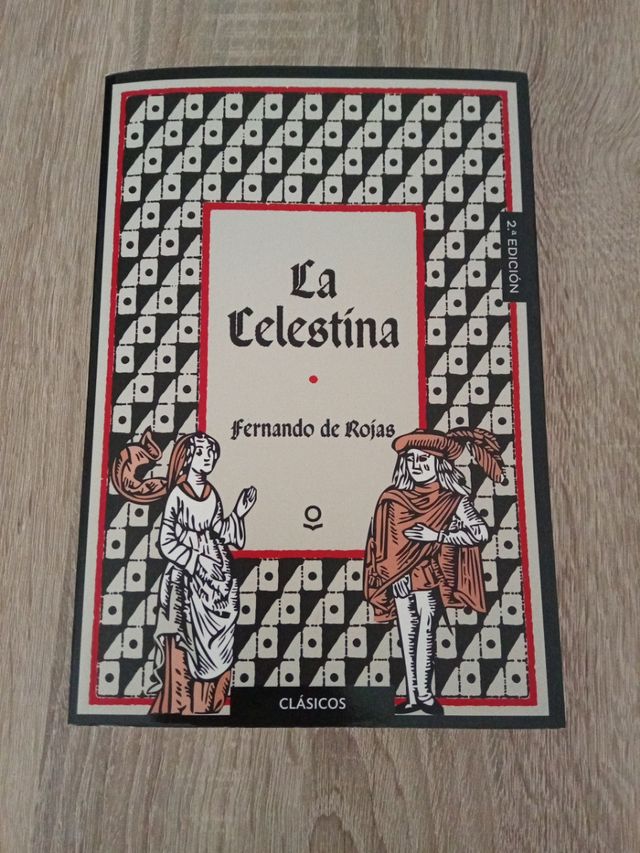 La
Celestina
Fernando de Rojas
2.ª EDICIÓN
CLÁSICOS